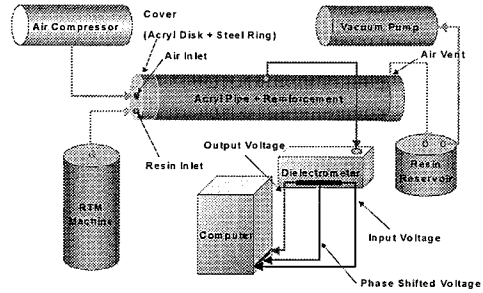 Air Compressor
Cover
(Acryl Disk + Steel Ring)
Air Inlet
Vacuum Pump
Air Vent
Acryl Pipe + Reinforcement
Resin Inlet
Output Voltage
RTM
Machine
Dielectrometer
Resin
Reservoir
Computer
Input Voltage
Phase Shifted Voltage